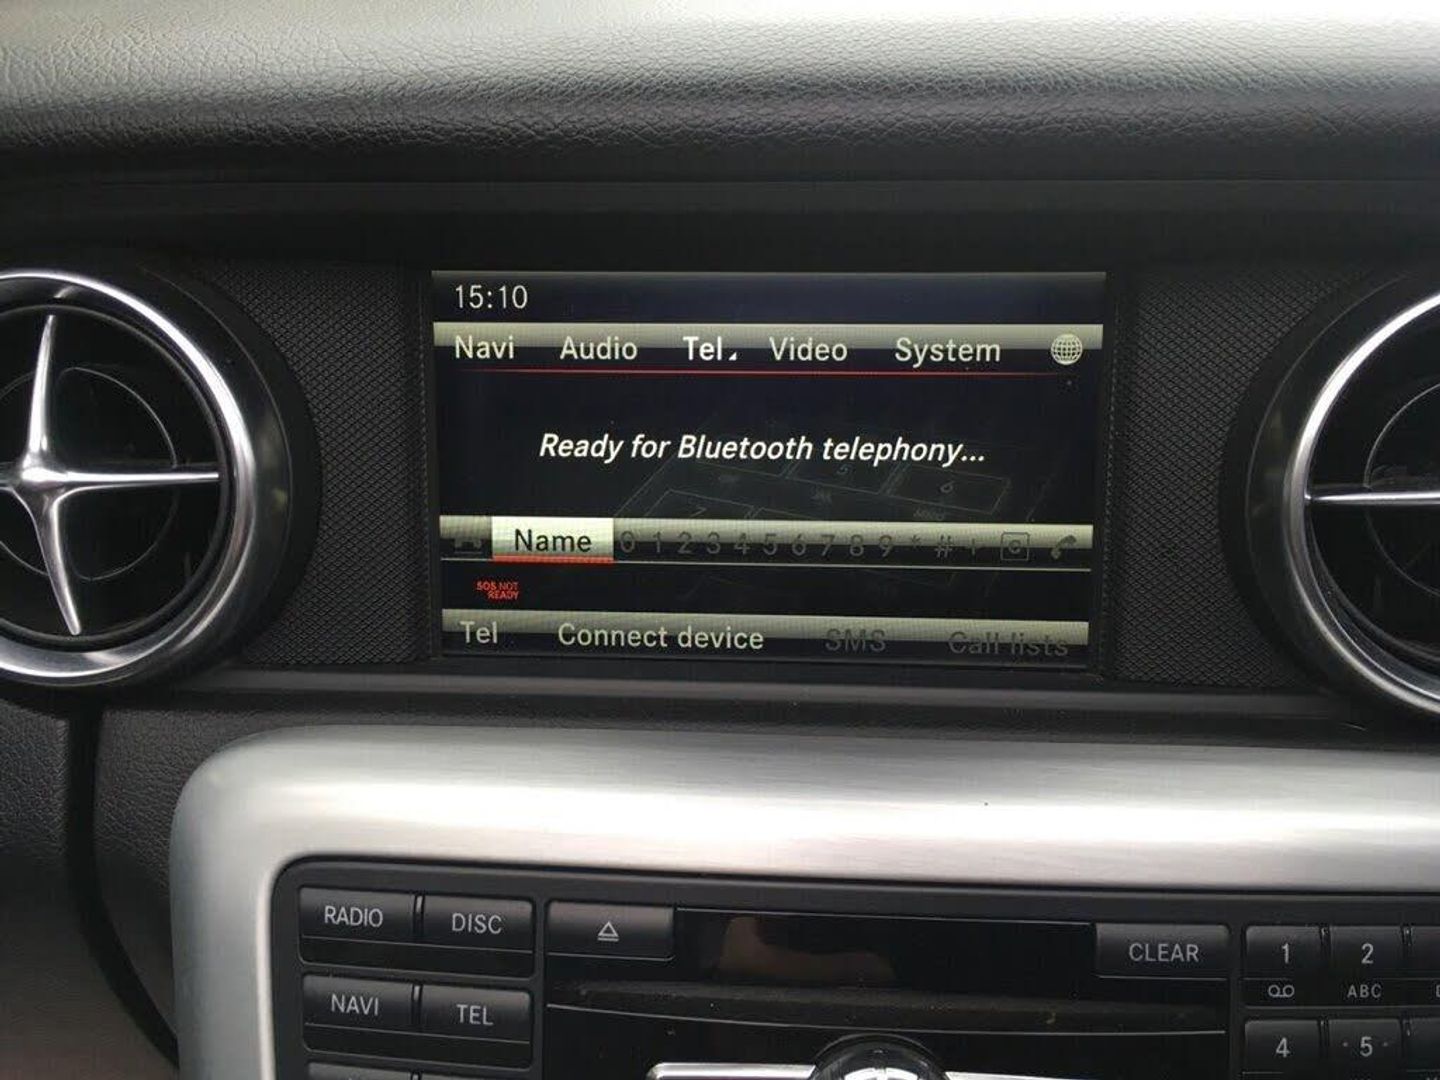 15:10
Navi Audio Tel Video System
Ready for Bluetooth telephony...
Name 0 1 2 3 4 5 6 7 8 9 * # + C
SOS NOT
READY
Tel Connect device SMS Call lists
RADIO DISC CLEAR 1 2
ABC
NAVI TEL 4 5